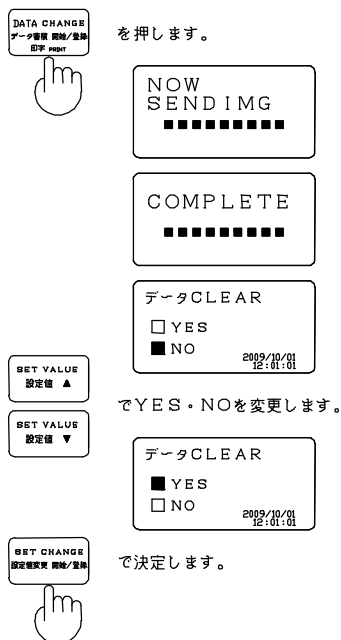 DATA CHANGE
データ蓄積 開始/登録
印字 PRINT
を押します。
NOW
SENDIMG
■■■■■■■■■
COMPLETE
■■■■■■■■■
データCLEAR
□ YES
■ NO
2009/10/01
12:01:01
SET VALUE
設定値 ▲
SET VALUE
設定値 ▼
でYES・NOを変更します。
データCLEAR
■ YES
□ NO
2009/10/01
12:01:01
SET CHANGE
設定値変更 開始/登録
で決定します。